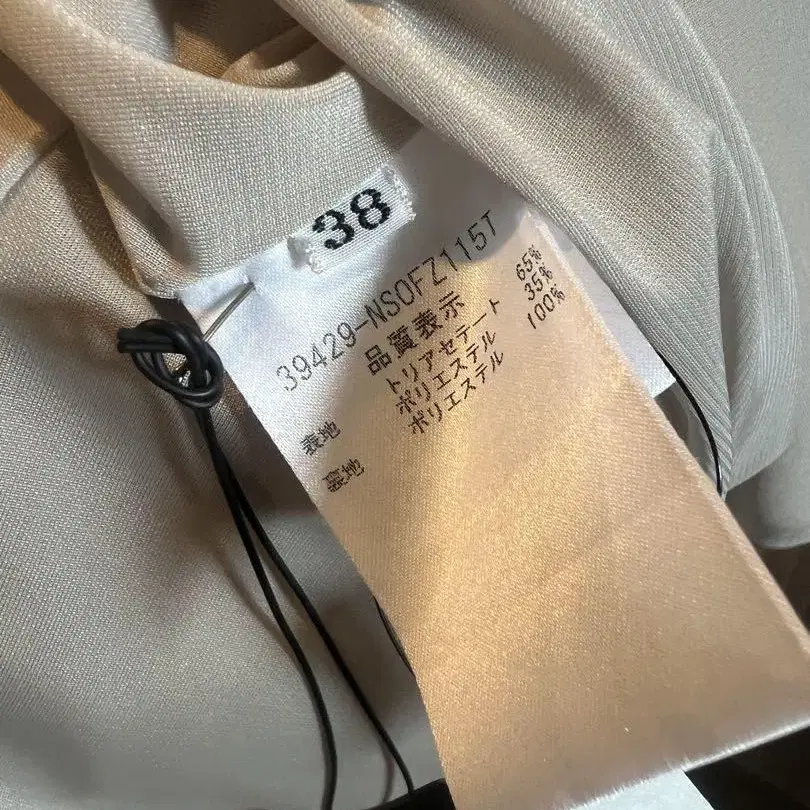 38
39429-NSOFZ115T
品質表示
表地 トリアセテート 65%
ポリエステル 35%
裏地 ポリエステル 100%